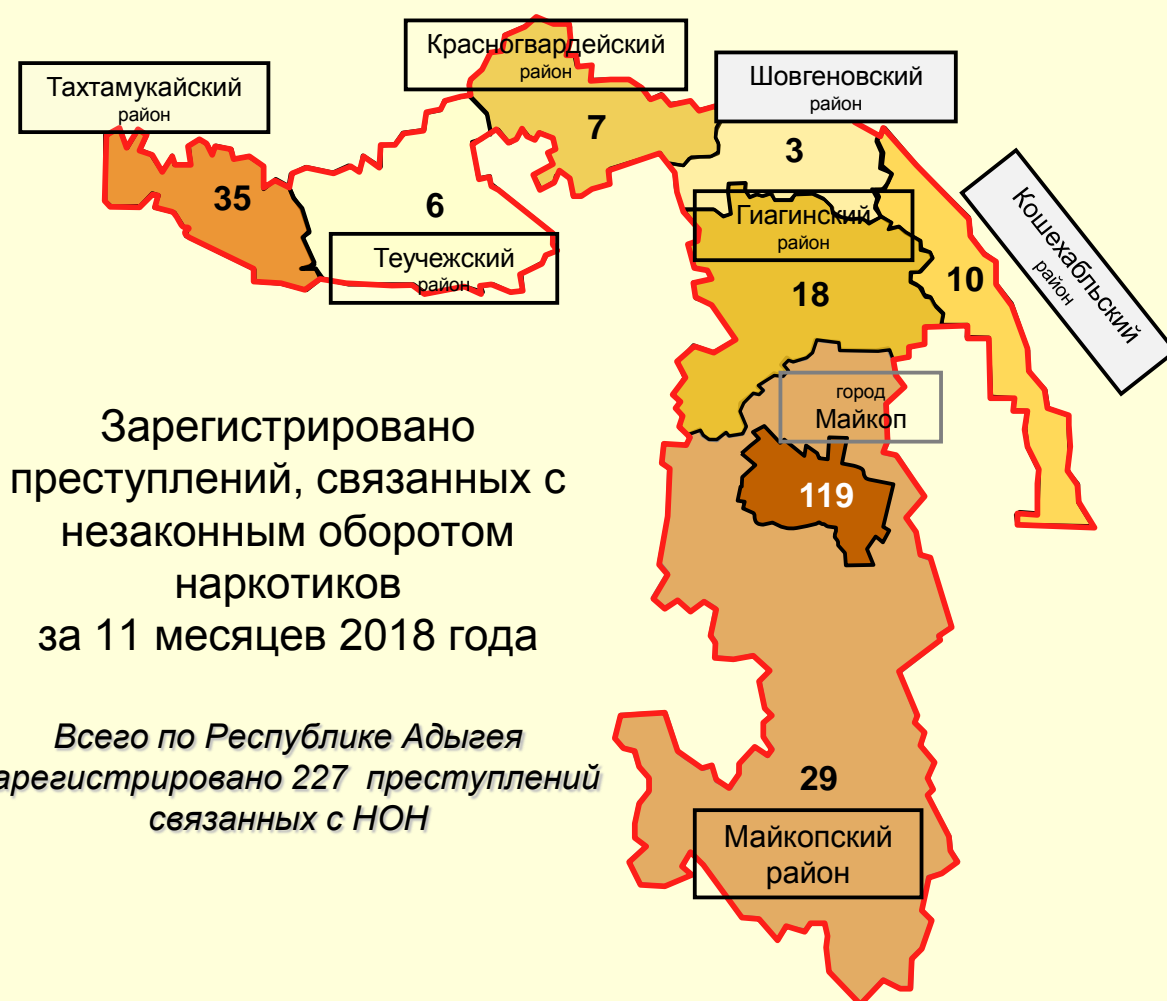 Красногвардейский
район
Тахтамукайский
район
Шовгеновский
район
7
3
35
6
Гиагинский
район
Кошехабльский
район
Теучежский
район
10
18
город
Майкоп
119
Зарегистрировано
преступлений, связанных с
незаконным оборотом
наркотиков
за 11 месяцев 2018 года
Всего по Республике Адыгея
арегистрировано 227 преступлений
связанных с НОН
29
Майкопский
район